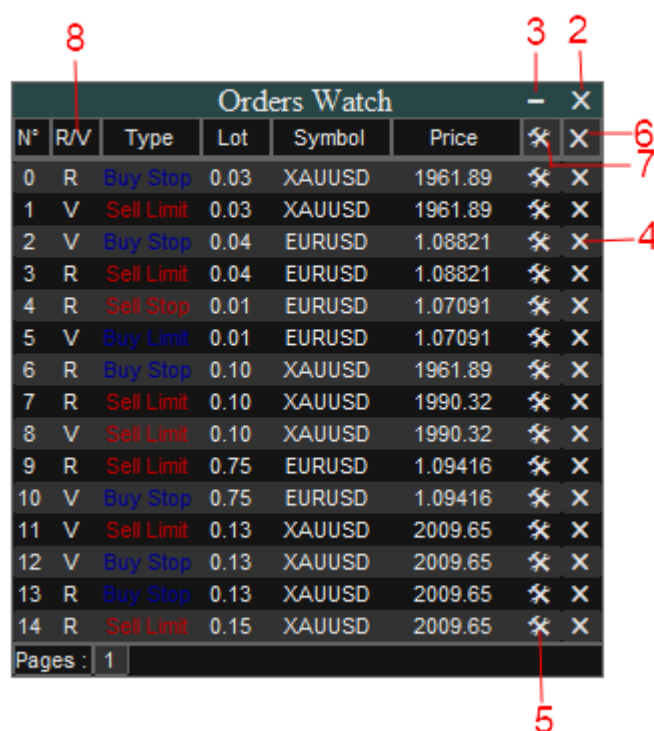 8 3 2
Orders Watch − ×
N° R/V Type Lot Symbol Price × 6
7
0 R Buy Stop 0.03 XAUUSD 1961.89 ×
1 V Sell Limit 0.03 XAUUSD 1961.89 ×
2 V Buy Stop 0.04 EURUSD 1.08821 × 4
3 R Sell Limit 0.04 EURUSD 1.08821 ×
4 R Sell Stop 0.01 EURUSD 1.07091 ×
5 V Buy Limit 0.01 EURUSD 1.07091 ×
6 R Buy Stop 0.10 XAUUSD 1961.89 ×
7 R Sell Limit 0.10 XAUUSD 1990.32 ×
8 V Sell Limit 0.10 XAUUSD 1990.32 ×
9 R Sell Limit 0.75 EURUSD 1.09416 ×
10 V Buy Stop 0.75 EURUSD 1.09416 ×
11 V Sell Limit 0.13 XAUUSD 2009.65 ×
12 V Buy Stop 0.13 XAUUSD 2009.65 ×
13 R Buy Stop 0.13 XAUUSD 2009.65 ×
14 R Sell Limit 0.15 XAUUSD 2009.65 ×
Pages : 1
5